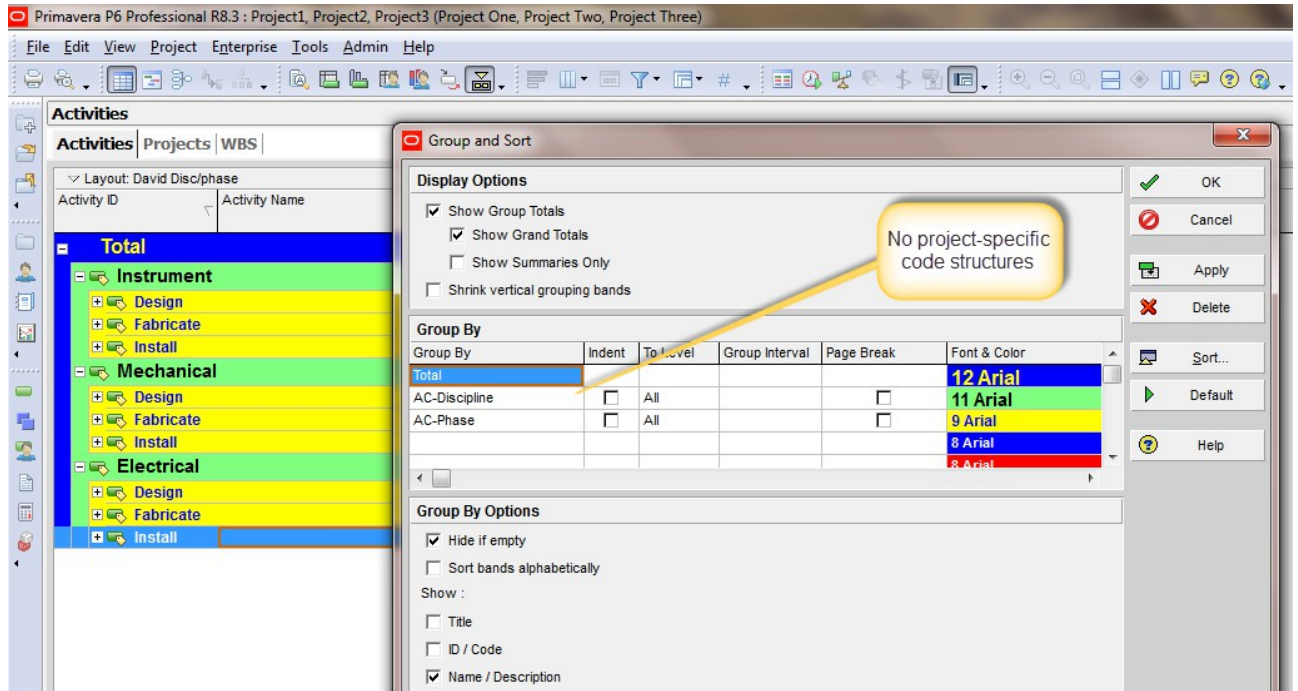 Primavera P6 Professional R8.3 : Project1, Project2, Project3 (Project One, Project Two, Project Three)
File Edit View Project Enterprise Tools Admin Help
Activities
Activities Projects WBS
Layout: David Disc/phase
Activity ID Activity Name
Total
Instrument
Design
Fabricate
Install
Mechanical
Design
Fabricate
Install
Electrical
Design
Fabricate
Install
Group and Sort
Display Options
Show Group Totals
Show Grand Totals
Show Summaries Only
Shrink vertical grouping bands
No project-specific
code structures
Group By
Group By Indent To Level Group Interval Page Break Font & Color
Total 12 Arial
AC-Discipline All 11 Arial
AC-Phase All 9 Arial
8 Arial
8 Arial
Group By Options
Hide if empty
Sort bands alphabetically
Show :
Title
ID / Code
Name / Description
OK
Cancel
Apply
Delete
Sort...
Default
Help